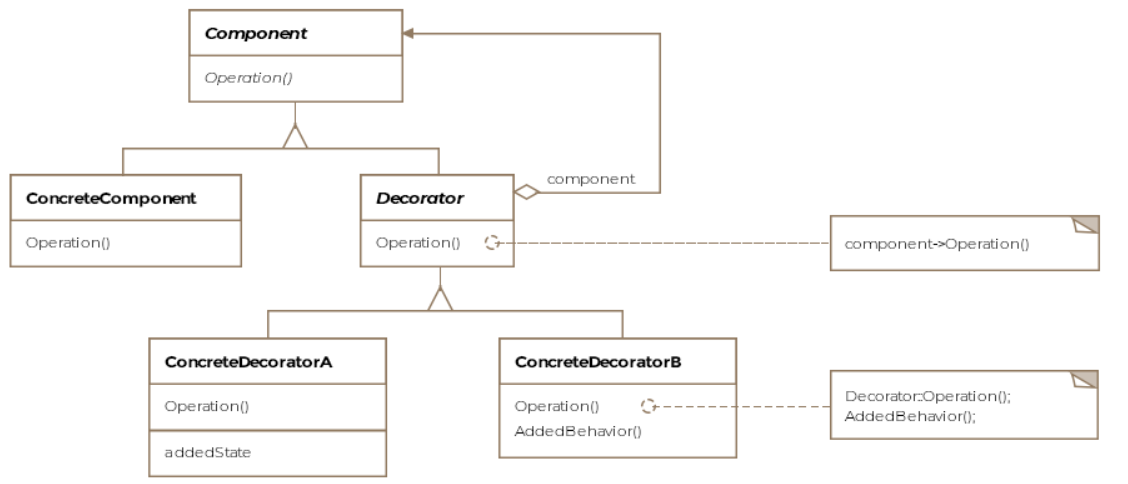 Component
Operation()
component
ConcreteComponent
Operation()
Decorator
Operation()
component->Operation()
ConcreteDecoratorA
Operation()
addedState
ConcreteDecoratorB
Operation()
AddedBehavior()
Decorator::Operation();
AddedBehavior();